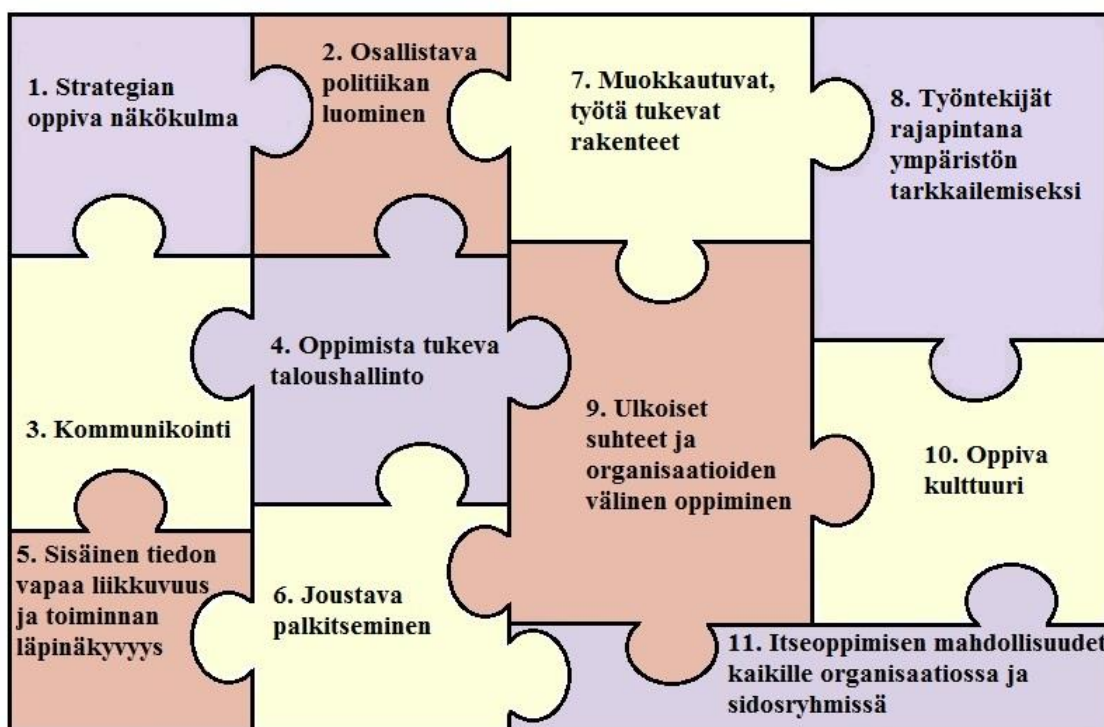 1. Strategian
oppiva näkökulma
2. Osallistava
politiikan
luominen
3. Kommunikointi
4. Oppimista tukeva
taloushallinto
5. Sisäinen tiedon
vapaa liikkuvuus
ja toiminnan
läpinäkyvyys
6. Joustava
palkitseminen
7. Muokkautuvat,
työtä tukevat
rakenteet
8. Työntekijät
rajapintana
ympäristön
tarkkailemiseksi
9. Ulkoiset
suhteet ja
organisaatioiden
välinen oppiminen
10. Oppiva
kulttuuri
11. Itseoppimisen mahdollisuudet
kaikille organisaatiossa ja
sidosryhmissä